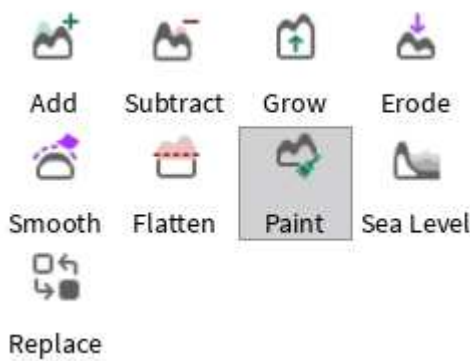 Add Subtract Grow Erode
Smooth Flatten Paint Sea Level
Replace